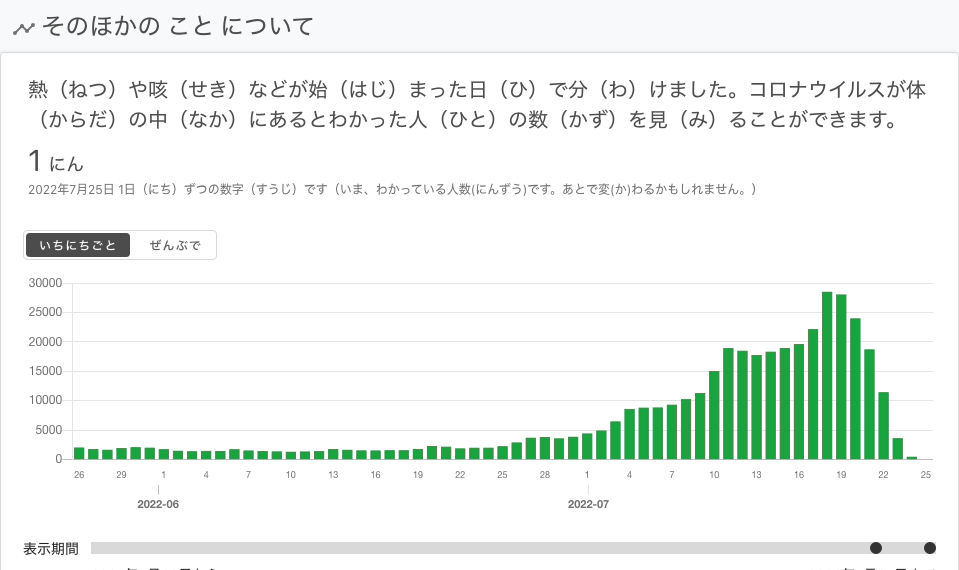 そのほかの こと について
熱（ねつ）や咳（せき）などが始（はじ）まった日（ひ）で分（わ）けました。コロナウイルスが体
（からだ）の中（なか）にあるとわかった人（ひと）の数（かず）を見（み）ることができます。
1 にん
2022年7月25日 1日（にち）ずつの数字（すうじ）です（いま、わかっている人数(にんずう)です。あとで変(か)わるかもしれません。）
いちにちごと ぜんぶで
30000
25000
20000
15000
10000
5000
0
26 29 1 4 7 10 13 16 19 22 25 28 1 4 7 10 13 16 19 22 25
2022-06 2022-07
表示期間